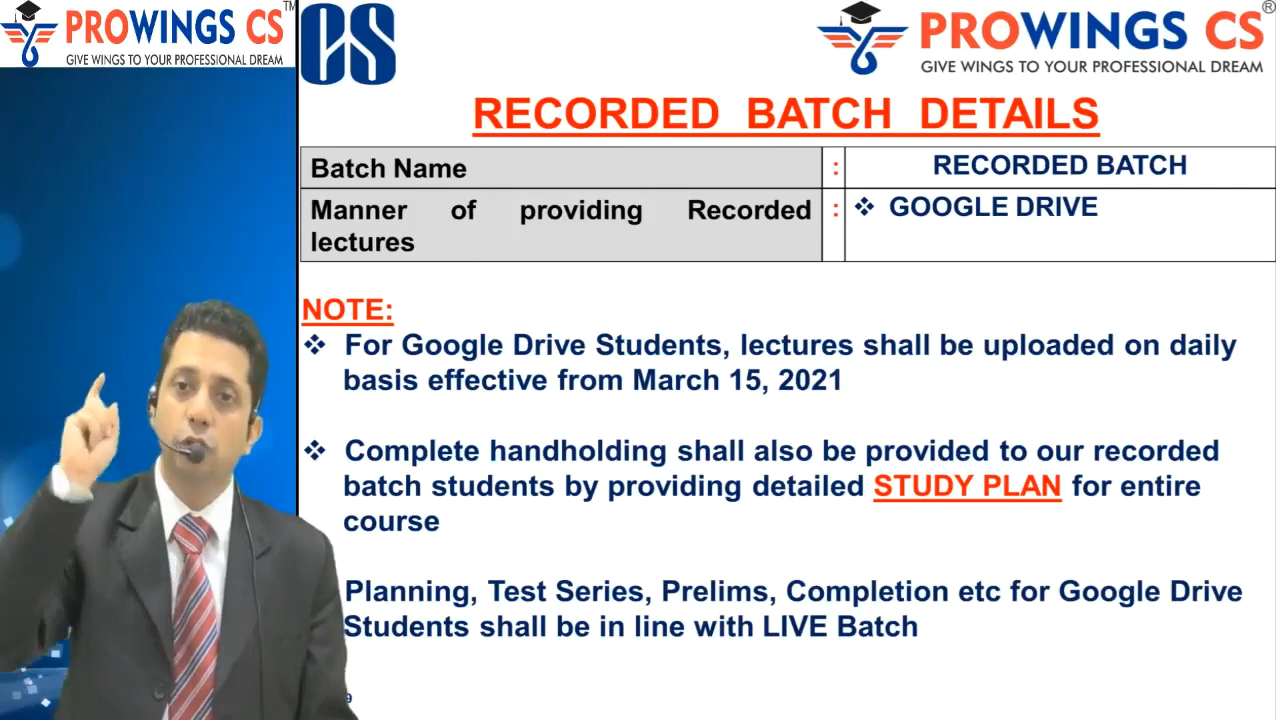 PROWINGS CS TM
GIVE WINGS TO YOUR PROFESSIONAL DREAM
CS
PROWINGS CS ®
GIVE WINGS TO YOUR PROFESSIONAL DREAM
RECORDED BATCH DETAILS
Batch Name : RECORDED BATCH
Manner of providing Recorded : ❖ GOOGLE DRIVE
lectures
NOTE:
❖ For Google Drive Students, lectures shall be uploaded on daily
basis effective from March 15, 2021
❖ Complete handholding shall also be provided to our recorded
batch students by providing detailed STUDY PLAN for entire
course
Planning, Test Series, Prelims, Completion etc for Google Drive
Students shall be in line with LIVE Batch
9